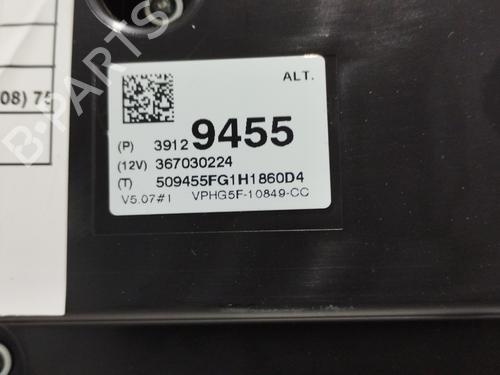 08) 75
ALT.
(P) 3912 9455
(12V) 367030224
(T) 509455FG1H1860D4
V5.07#1 VPHG5F-10849-CC
B-PARTS